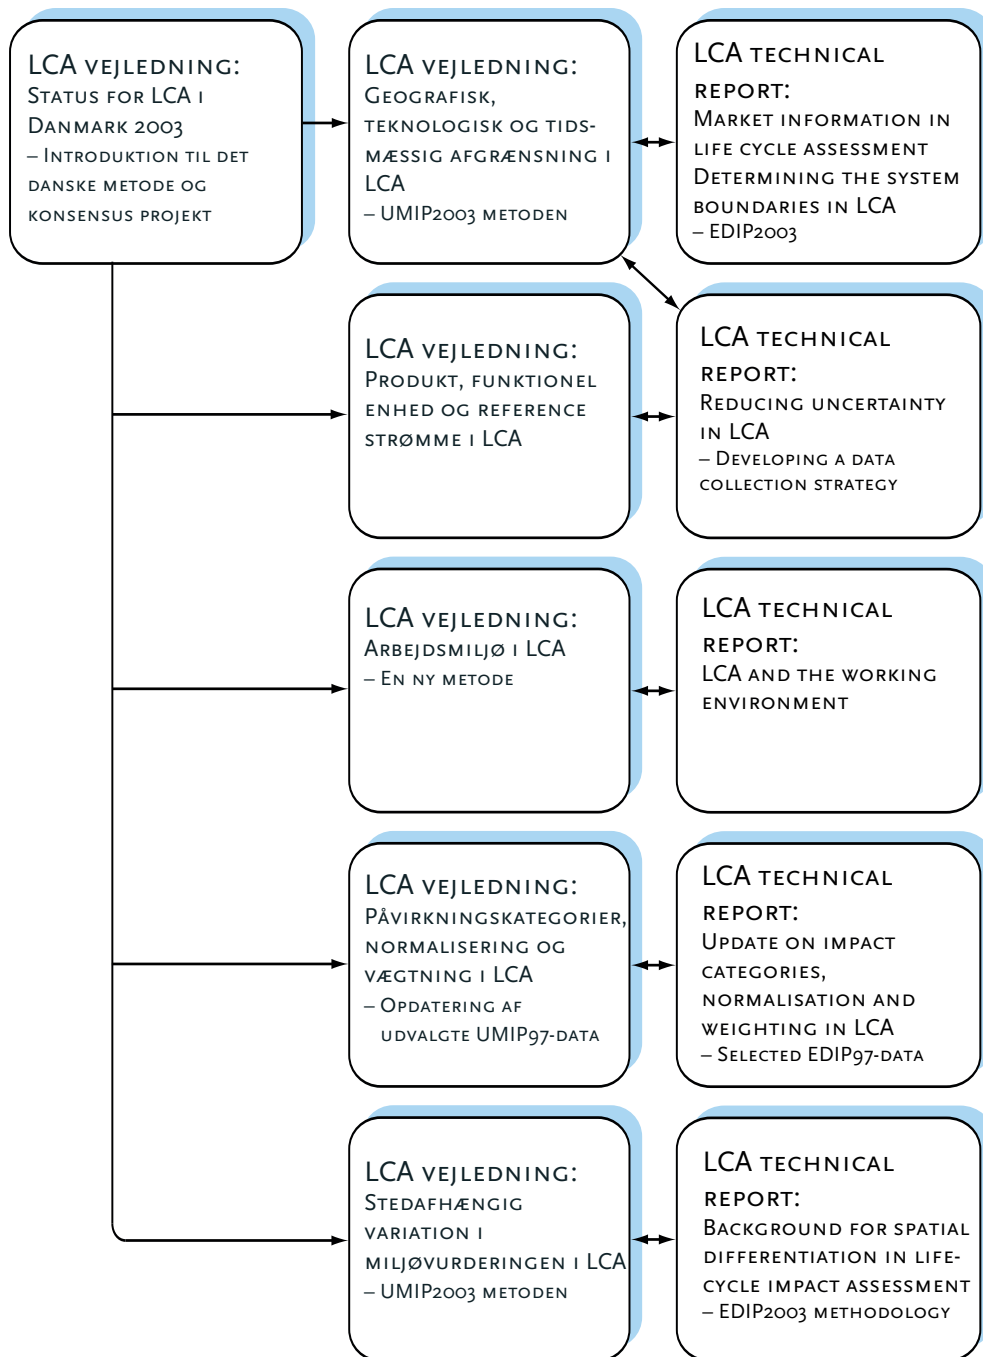 LCA vejledning:
Status for LCA i
Danmark 2003
– Introduktion til det
danske metode og
konsensus projekt
LCA vejledning:
Geografisk,
teknologisk og tids-
mæssig afgrænsning i
LCA
– UMIP2003 metoden
LCA technical
report:
Market information in
life cycle assessment
Determining the system
boundaries in LCA
– EDIP2003
LCA vejledning:
Produkt, funktionel
enhed og reference
strømme i LCA
LCA technical
report:
Reducing uncertainty
in LCA
– Developing a data
collection strategy
LCA vejledning:
Arbejdsmiljø i LCA
– En ny metode
LCA technical
report:
LCA and the working
environment
LCA vejledning:
Påvirkningskategorier,
normalisering og
vægtning i LCA
– Opdatering af
udvalgte UMIP97-data
LCA technical
report:
Update on impact
categories,
normalisation and
weighting in LCA
– Selected EDIP97-data
LCA vejledning:
Stedafhængig
variation i
miljøvurderingen i LCA
– UMIP2003 metoden
LCA technical
report:
Background for spatial
differentiation in life-
cycle impact assessment
– EDIP2003 methodology